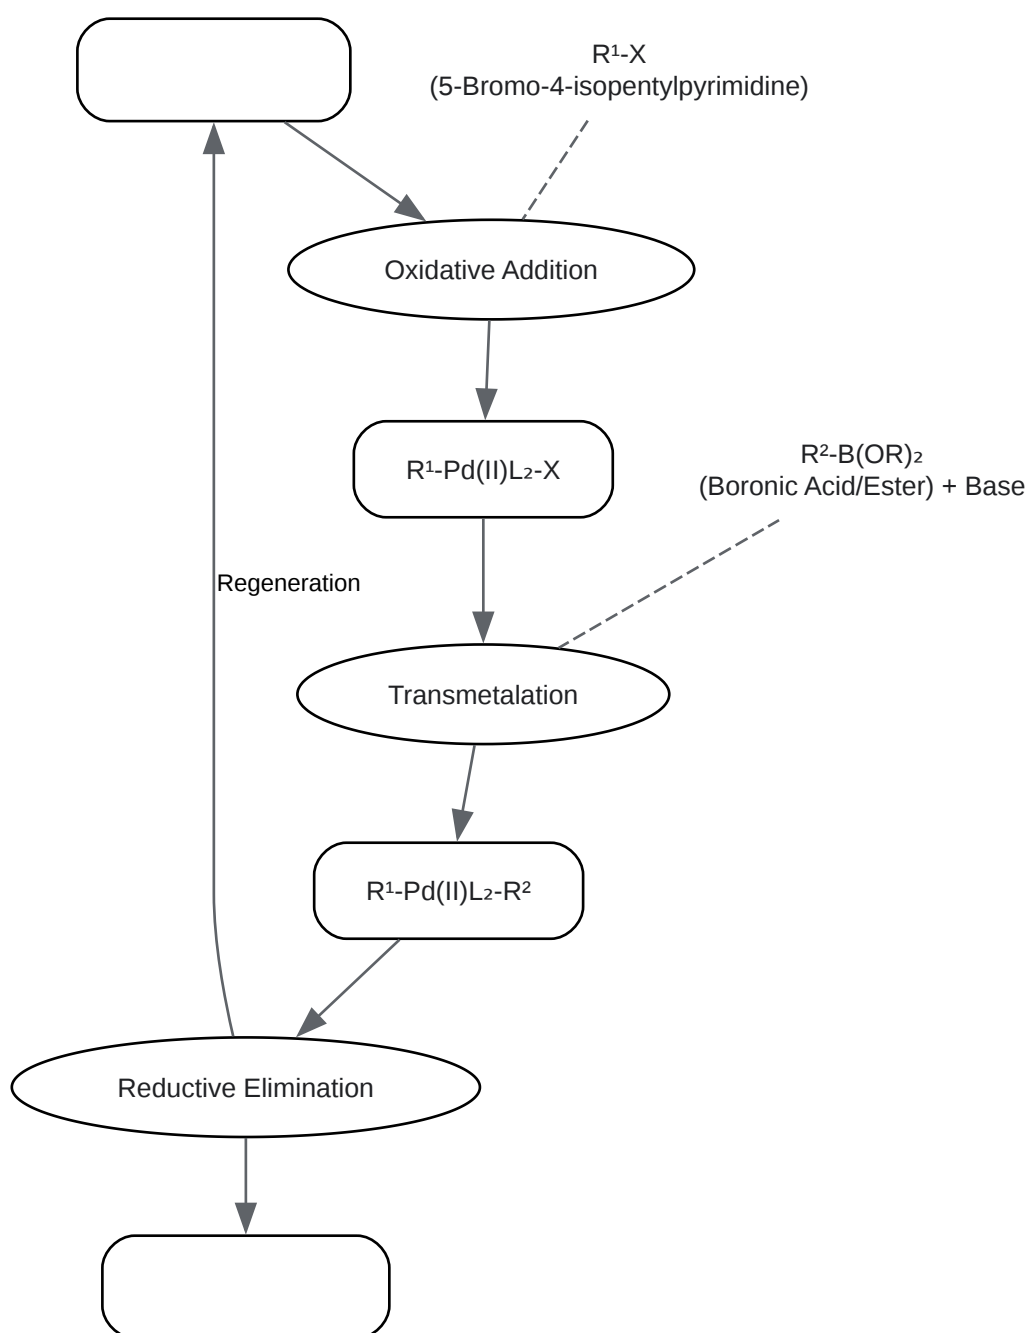 R¹-X
(5-Bromo-4-isopentylpyrimidine)
Oxidative Addition
R¹-Pd(II)L₂-X
R²-B(OR)₂
(Boronic Acid/Ester) + Base
Regeneration
Transmetalation
R¹-Pd(II)L₂-R²
Reductive Elimination